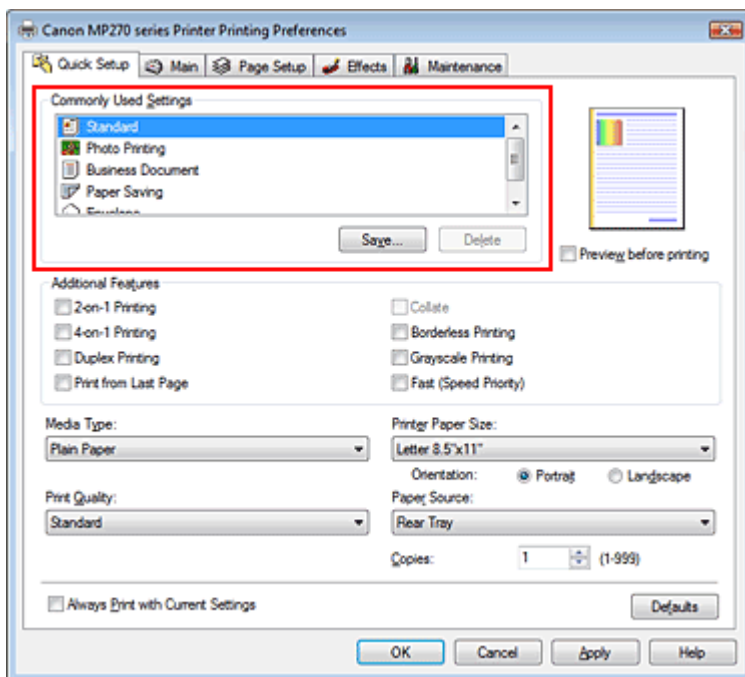 Canon MP270 series Printer Printing Preferences
Quick Setup Main Page Setup Effects Maintenance
Commonly Used Settings
Standard
Photo Printing
Business Document
Paper Saving
Envelope
Save... Delete
Preview before printing
Additional Features
2-on-1 Printing Collate
4-on-1 Printing Borderless Printing
Duplex Printing Grayscale Printing
Print from Last Page Fast (Speed Priority)
Media Type: Printer Paper Size:
Plain Paper Letter 8.5"x11"
Orientation: Portrait Landscape
Print Quality: Paper Source:
Standard Rear Tray
Copies: 1 (1-999)
Always Print with Current Settings Defaults
OK Cancel Apply Help